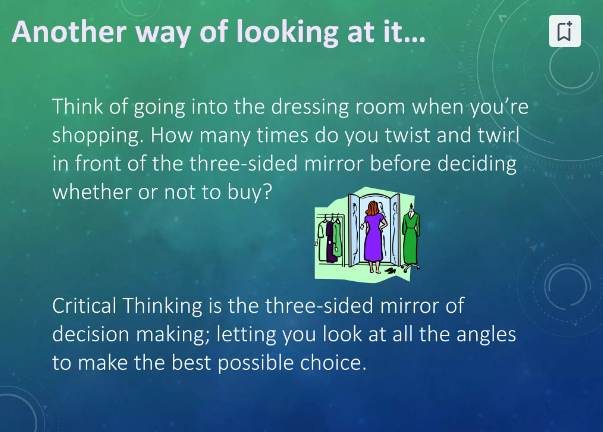 Another way of looking at it...
Think of going into the dressing room when you're
shopping. How many times do you twist and twirl
in front of the three-sided mirror before deciding
whether or not to buy?
Critical Thinking is the three-sided mirror of
decision making; letting you look at all the angles
to make the best possible choice.